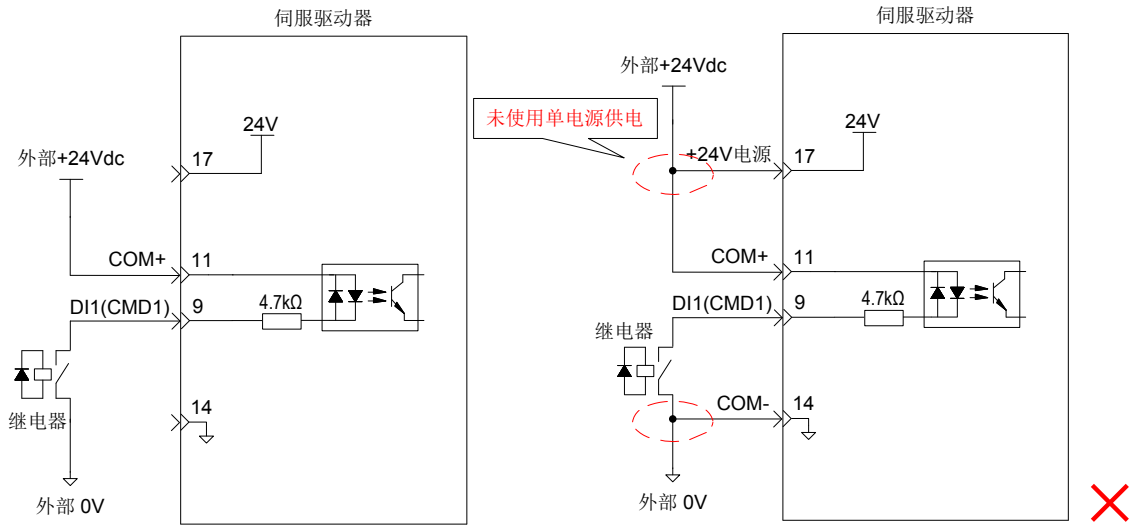 伺服驱动器
24V
外部+24Vdc
17
COM+
11
DI1(CMD1)
9
4.7kΩ
继电器
14
外部 0V
伺服驱动器
外部+24Vdc
未使用单电源供电
24V
+24V电源
17
COM+
11
DI1(CMD1)
9
4.7kΩ
继电器
COM-
14
外部 0V